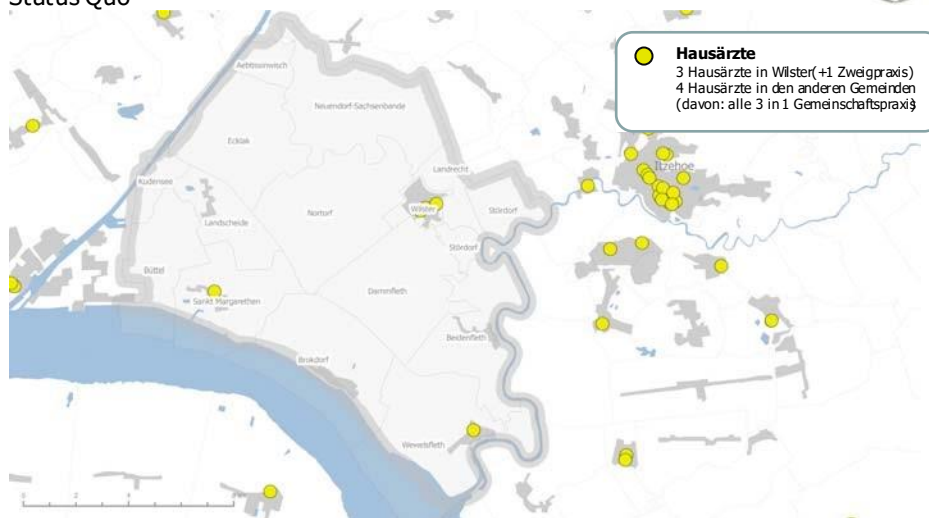 Status Quo
Hausärzte
3 Hausärzte in Wilster(+1 Zweigpraxis)
4 Hausärzte in den anderen Gemeinden
(davon: alle 3 in 1 Gemeinschaftspraxis)
Aebtissinwisch
Neuendorf-Sachsenbande
Ecklak
Itzehoe
Landrecht
Kudensee
Wilster
Nortorf
Stördorf
Landscheide
Stördorf
Büttel
Dammfleth
Sankt Margarethen
Beidenfleth
Brokdorf
Wewelsfleth